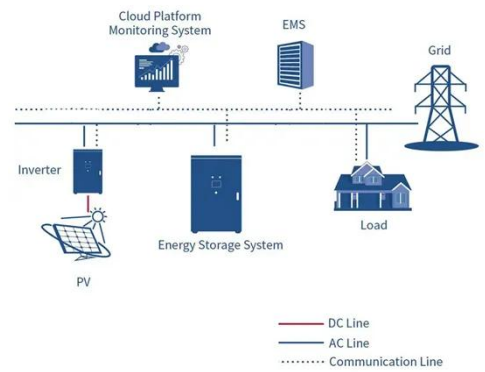 Cloud Platform
Monitoring System
EMS
Grid
Inverter
Energy Storage System
Load
PV
DC Line
AC Line
Communication Line